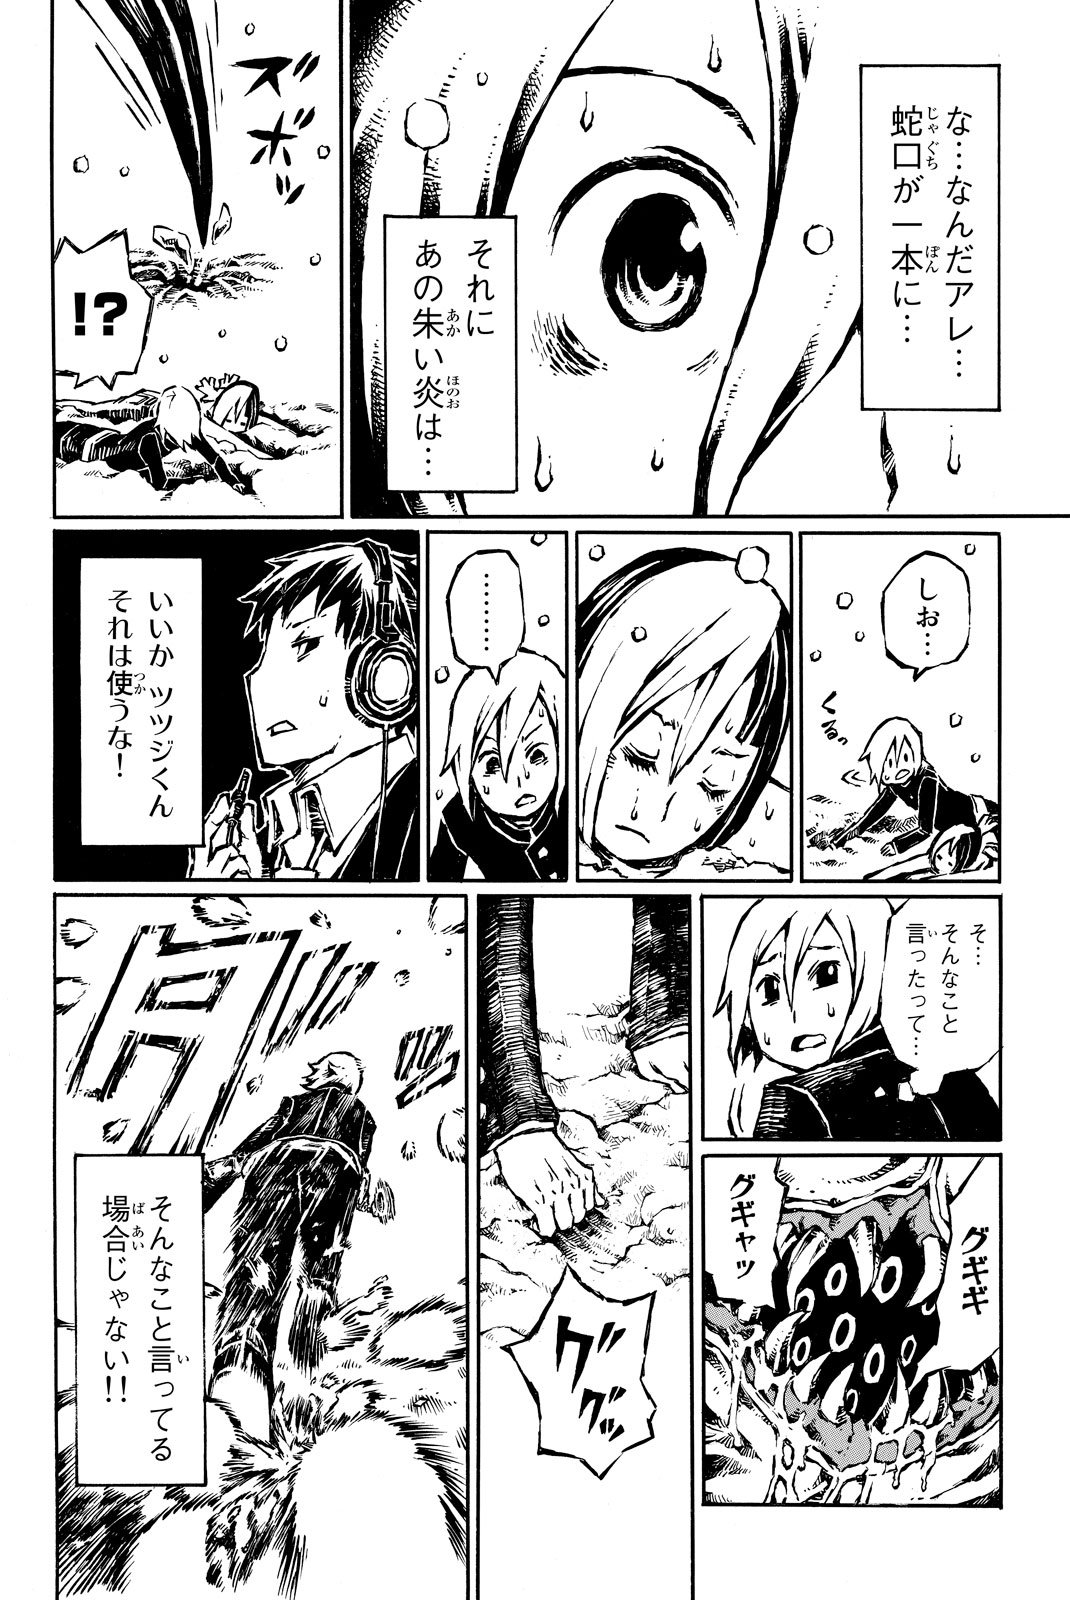 な…なんだアレ…
蛇口が一本に…
それに
あの朱い炎は…
ズボッ
!?
しお…
くるっ
………
いいか ツツジくん
それは使うな！
そ…
そんなこと
言ったって…
グギギ
グギャッ
ググッ
そんなこと言ってる
場合じゃない!!